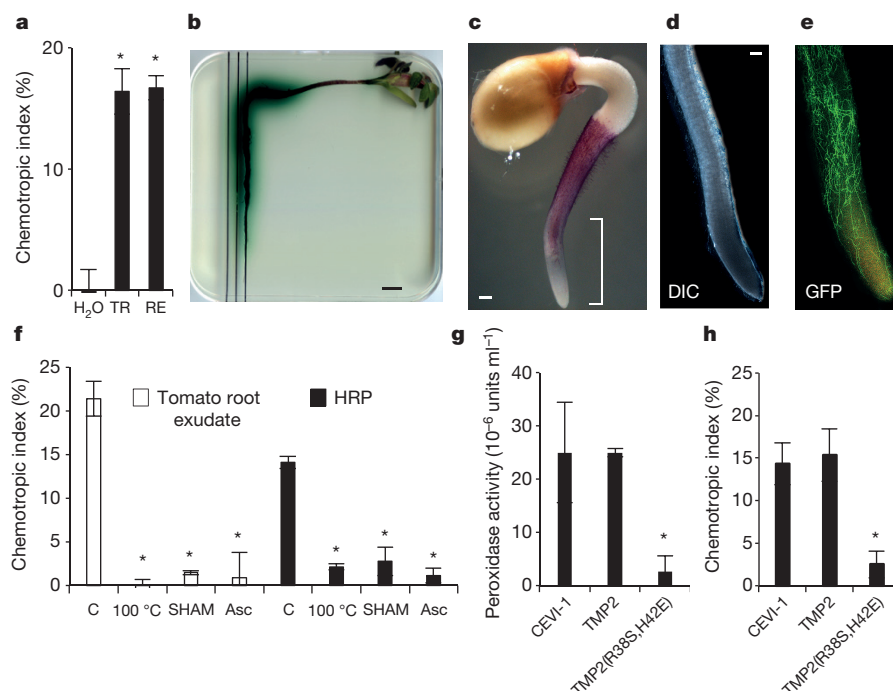 a
Chemotropic index (%)
20
10
0
*
*
H₂O TR RE
b
c
d
DIC
e
GFP
f
Chemotropic index (%)
25
20
15
10
5
0
Tomato root
exudate
HRP
*
*
*
*
*
*
C 100 °C SHAM Asc C 100 °C SHAM Asc
g
Peroxidase activity (10⁻⁶ units ml⁻¹)
40
30
20
10
0
*
CEVI-1
TMP2
TMP2(R38S,H42E)
h
Chemotropic index (%)
25
20
15
10
5
0
*
CEVI-1
TMP2
TMP2(R38S,H42E)